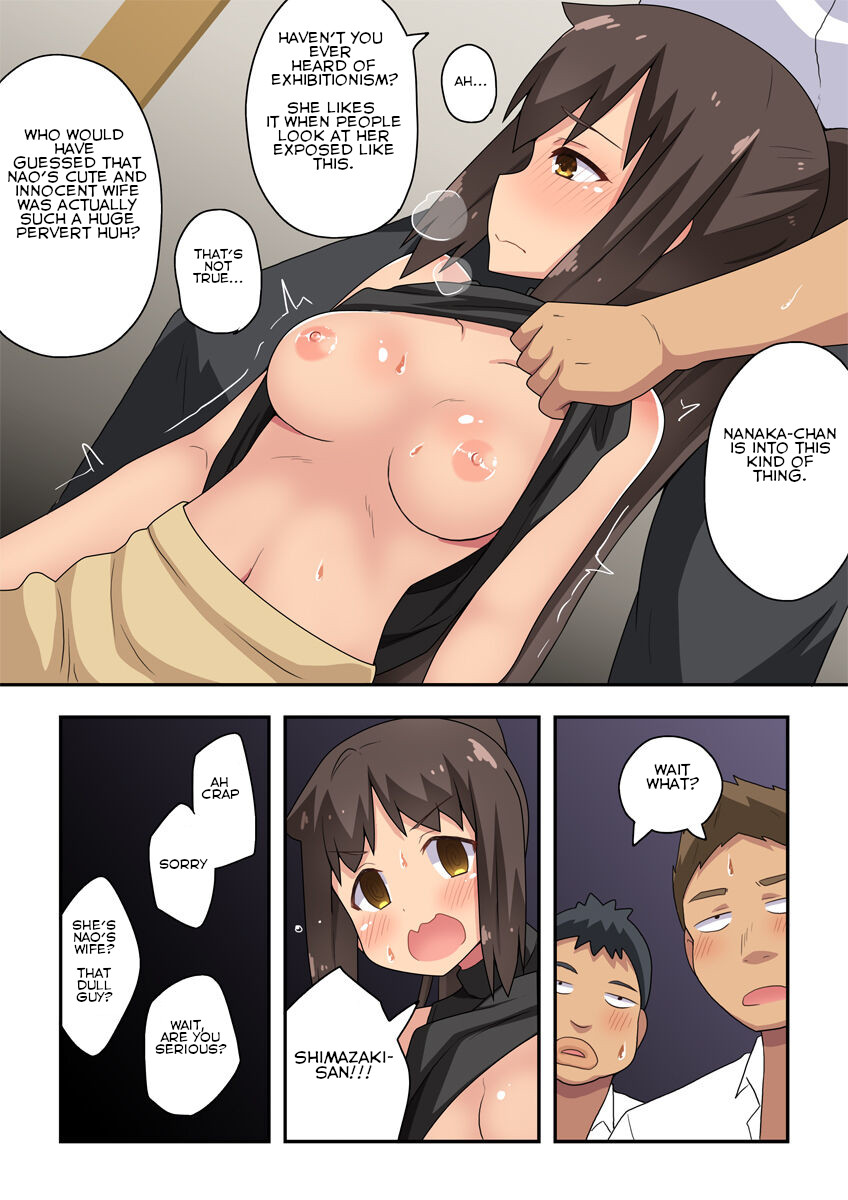 HAVEN'T YOU
EVER
HEARD OF
EXHIBITIONISM?
SHE LIKES
IT WHEN PEOPLE
LOOK AT HER
EXPOSED LIKE
THIS.
AH...
WHO WOULD
HAVE
GUESSED THAT
NAO'S CUTE AND
INNOCENT WIFE
WAS ACTUALLY
SUCH A HUGE
PERVERT HUH?
THAT'S
NOT
TRUE...
NANAKA-CHAN
IS INTO THIS
KIND OF
THING.
WAIT
WHAT?
SHIMAZAKI-
SAN!!!
AH
CRAP
SORRY
SHE'S
NAO'S
WIFE?
THAT
DULL
GUY?
WAIT,
ARE YOU
SERIOUS?